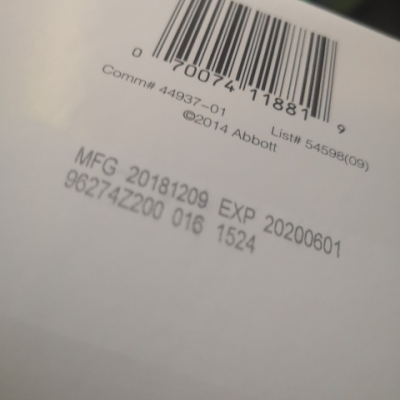 0 70074 11881 9
Comm# 44937-01 List# 54598(09)
©2014 Abbott
MFG 20181209 EXP 20200601
96274Z200 016 1524